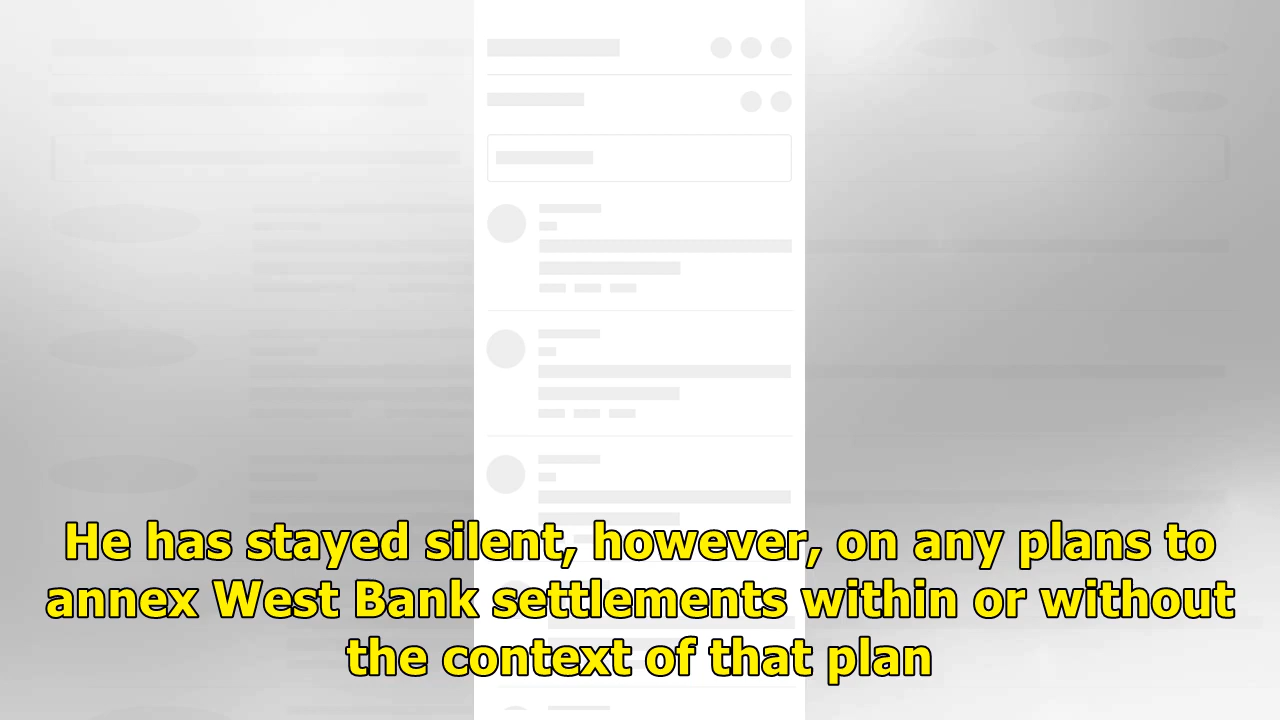 He has stayed silent, however, on any plans to
annex West Bank settlements within or without
the context of that plan